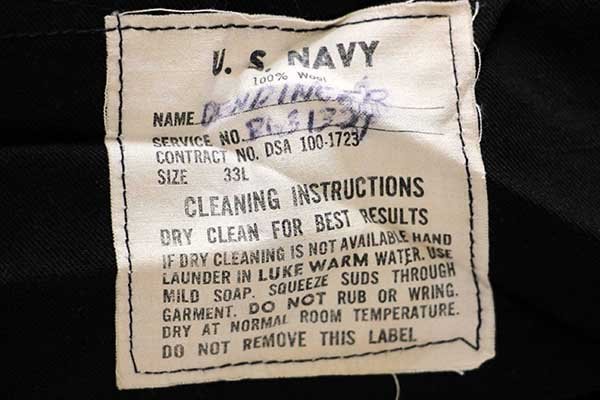 U. S. NAVY
100% Wool
NAME
SERVICE NO.
CONTRACT NO. DSA 100-1723
SIZE 33L
CLEANING INSTRUCTIONS
DRY CLEAN FOR BEST RESULTS
IF DRY CLEANING IS NOT AVAILABLE HAND
LAUNDER IN LUKE WARM WATER. USE
MILD SOAP. SQUEEZE SUDS THROUGH
GARMENT. DO NOT RUB OR WRING.
DRY AT NORMAL ROOM TEMPERATURE.
DO NOT REMOVE THIS LABEL